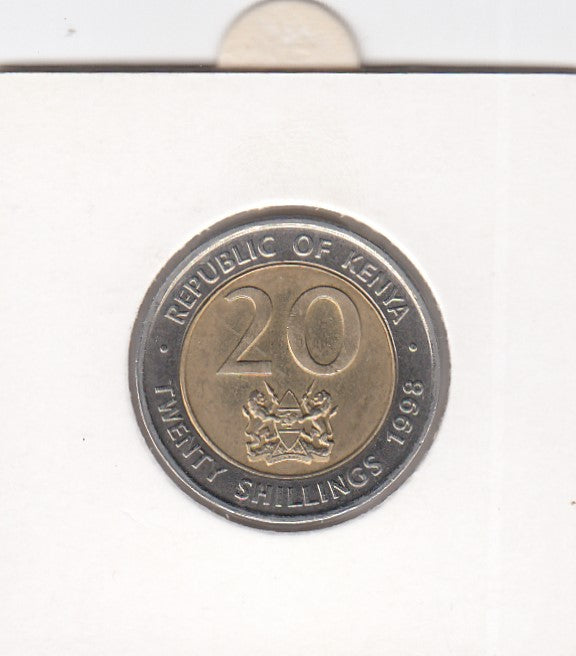 REPUBLIC OF KENYA
20
TWENTY SHILLINGS 1998